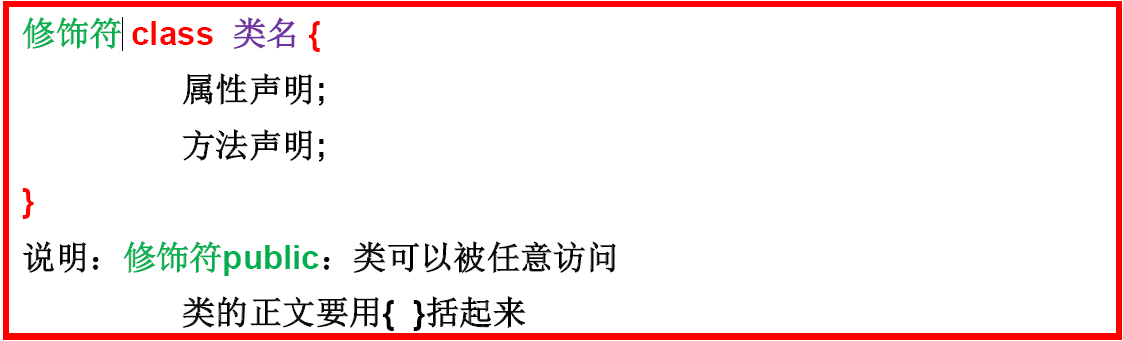 修饰符 class 类名 {
属性声明;
方法声明;
}
说明：修饰符public：类可以被任意访问
类的正文要用{ }括起来